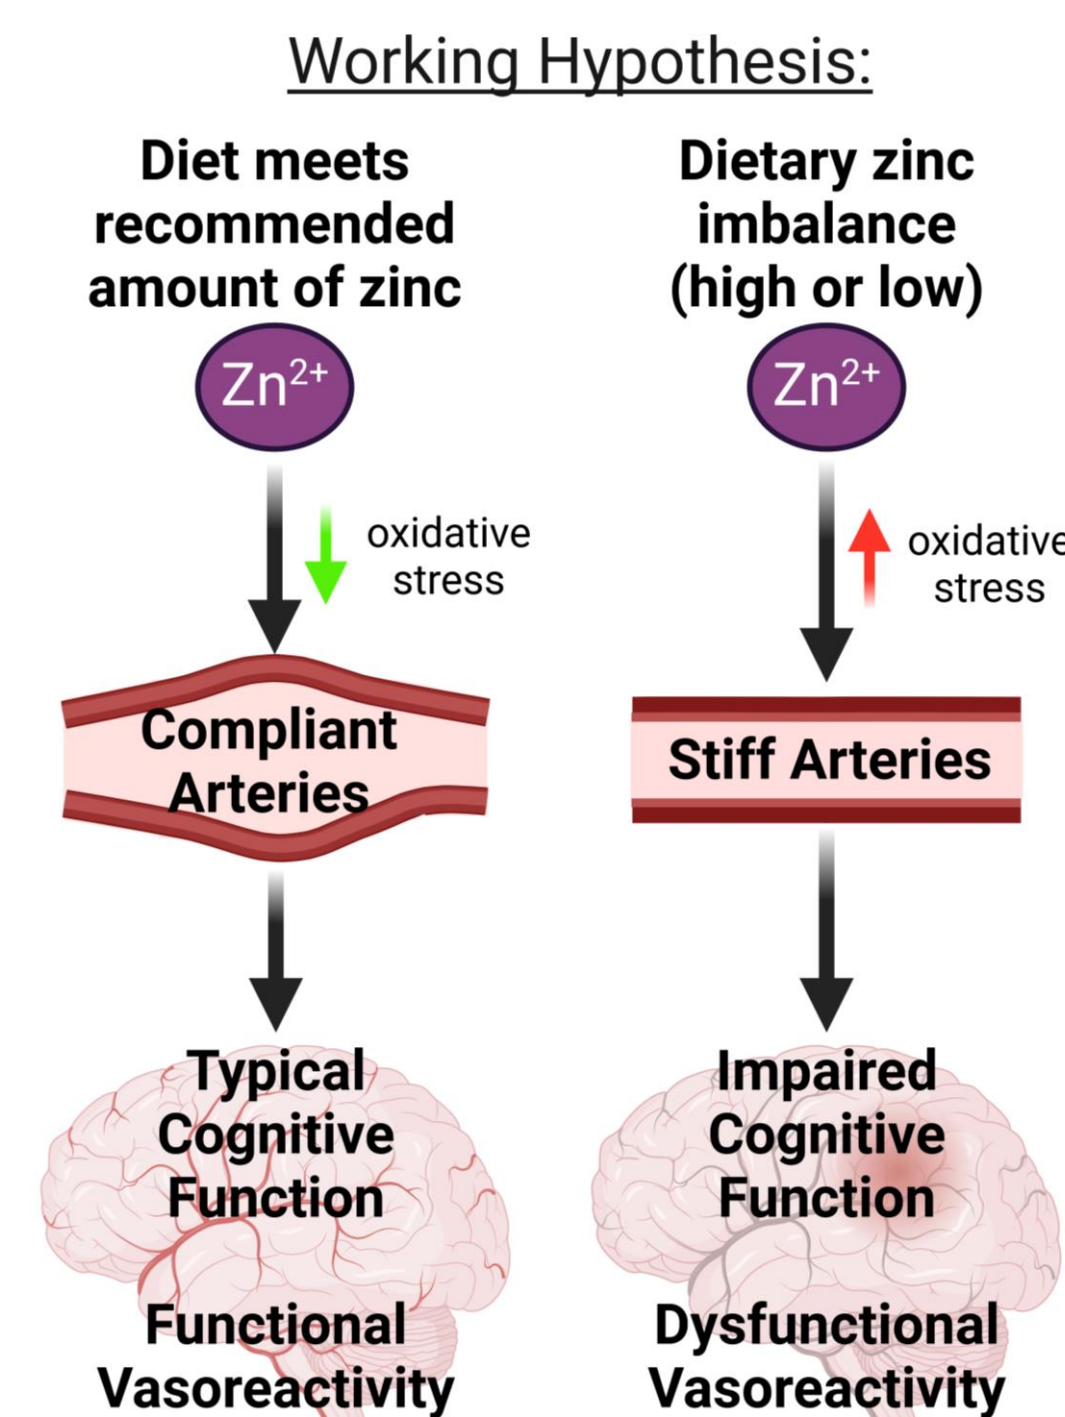 Working Hypothesis:
Diet meets
recommended
amount of zinc
Zn²⁺
oxidative
stress
Compliant
Arteries
Typical
Cognitive
Function
Functional
Vasoreactivity
Dietary zinc
imbalance
(high or low)
Zn²⁺
oxidative
stress
Stiff Arteries
Impaired
Cognitive
Function
Dysfunctional
Vasoreactivity